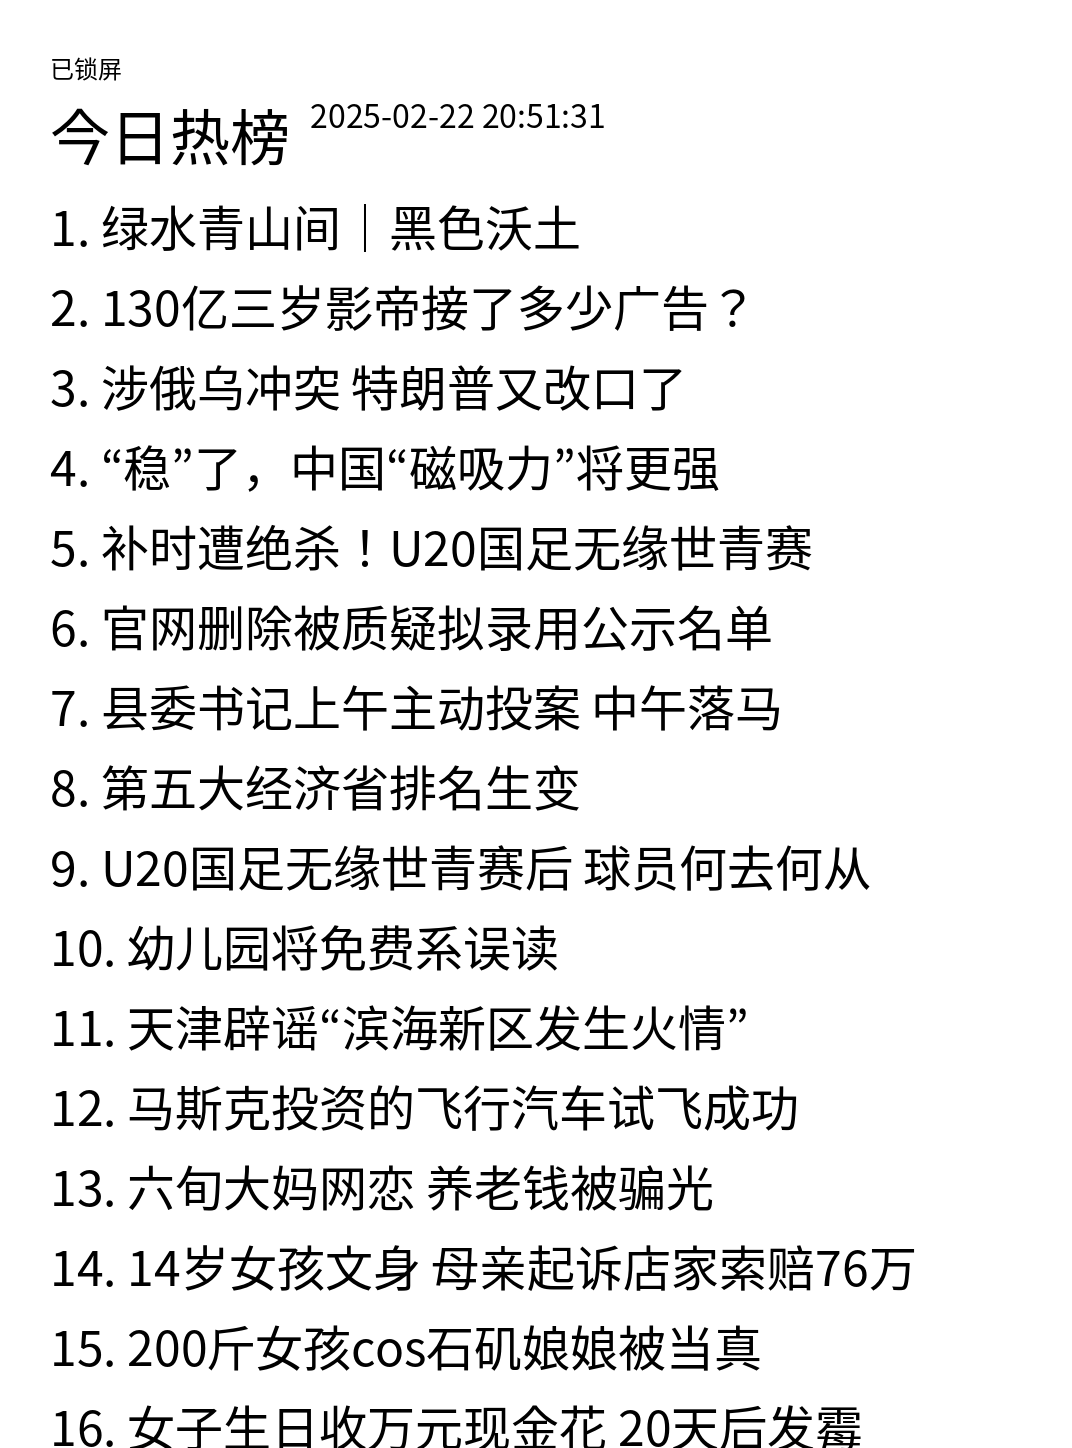 已锁屏
今日热榜 2025-02-22 20:51:31
1. 绿水青山间｜黑色沃土
2. 130亿三岁影帝接了多少广告？
3. 涉俄乌冲突 特朗普又改口了
4. “稳”了，中国“磁吸力”将更强
5. 补时遭绝杀！U20国足无缘世青赛
6. 官网删除被质疑拟录用公示名单
7. 县委书记上午主动投案 中午落马
8. 第五大经济省排名生变
9. U20国足无缘世青赛后 球员何去何从
10. 幼儿园将免费系误读
11. 天津辟谣“滨海新区发生火情”
12. 马斯克投资的飞行汽车试飞成功
13. 六旬大妈网恋 养老钱被骗光
14. 14岁女孩文身 母亲起诉店家索赔76万
15. 200斤女孩cos石矶娘娘被当真
16. 女子生日收万元现金花 20天后发霉